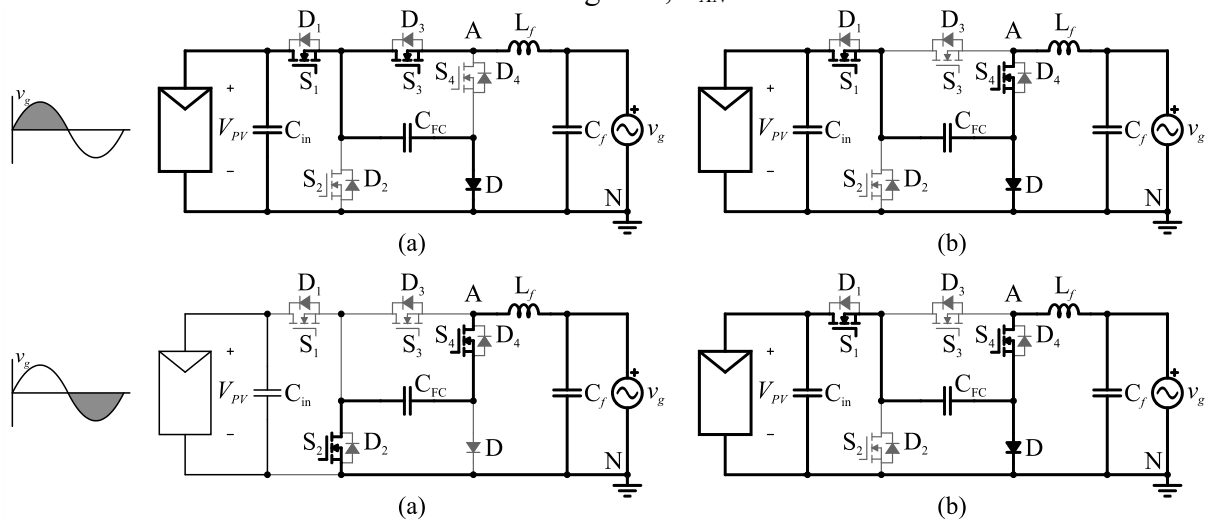 D1 D3 A Lf
S1 S3 S4 D4
vg
+
VPV Cin CFC Cf + vg
−
S2 D2 D N
(a)
D1 D3 A Lf
S1 S3 S4 D4
+
VPV Cin CFC Cf + vg
−
S2 D2 D N
(b)
D1 D3 A Lf
S1 S3 S4 D4
vg
+
VPV Cin CFC Cf + vg
−
S2 D2 D N
(a)
D1 D3 A Lf
S1 S3 S4 D4
+
VPV Cin CFC Cf + vg
−
S2 D2 D N
(b)